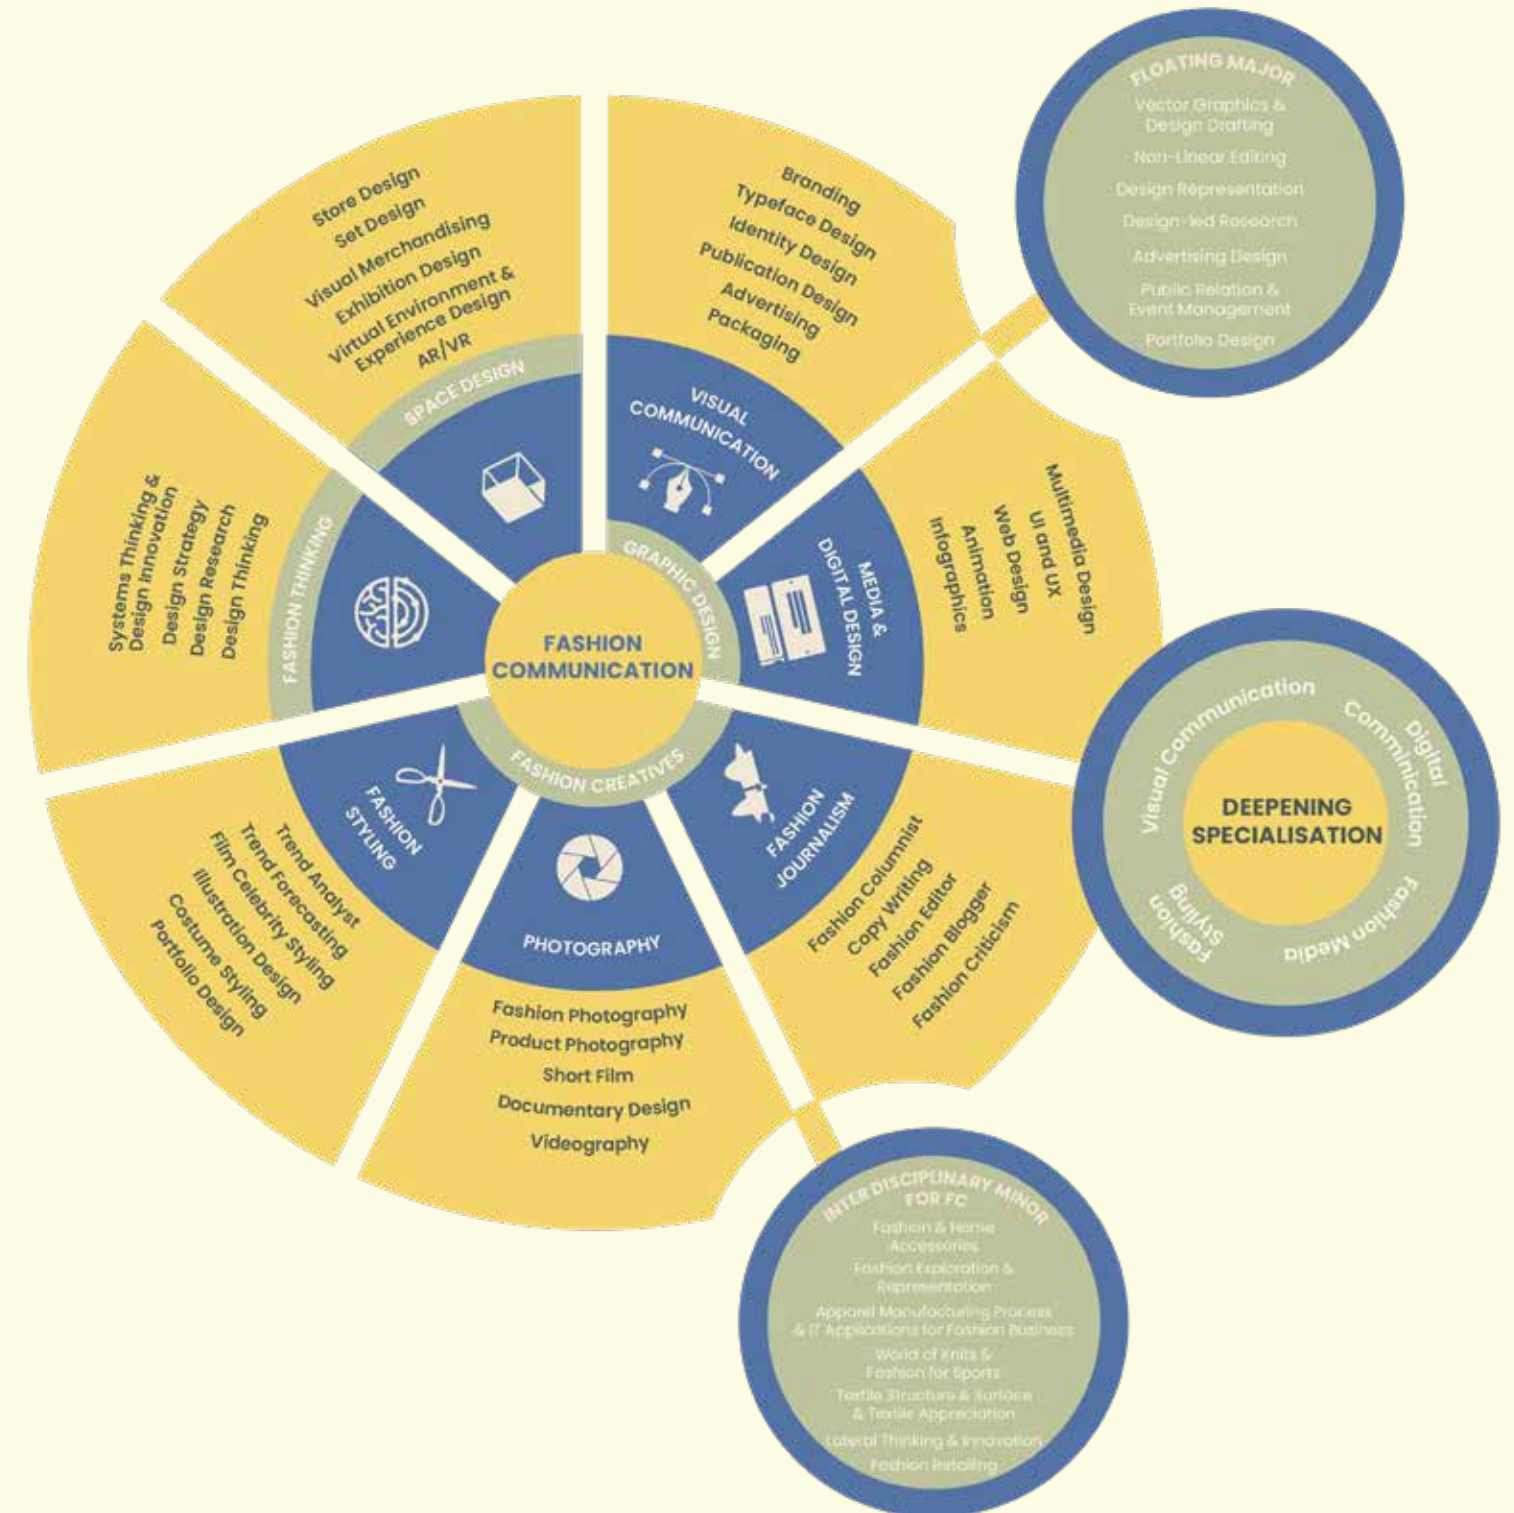 FLOATING MAJOR
Vector Graphics &
Design Drafting
Non-Linear Editing
Design Representation
Design-led Research
Advertising Design
Public Relation &
Event Management
Portfolio Design
Store Design
Set Design
Visual Merchandising
Exhibition Design
Virtual Environment &
Experience Design
AR/VR
SPACE DESIGN
Branding
Typeface Design
Identity Design
Publication Design
Advertising
Packaging
VISUAL
COMMUNICATION
GRAPHIC DESIGN
Multimedia Design
UI and UX
Web Design
Animation
Infographics
MEDIA &
DIGITAL DESIGN
Systems Thinking &
Design Innovation
Design Strategy
Design Research
Design Thinking
FASHION THINKING
FASHION
COMMUNICATION
FASHION CREATIVES
FASHION
STYLING
Trend Analyst
Trend Forecasting
Film Celebrity Styling
Illustration Design
Costume Styling
Portfolio Design
PHOTOGRAPHY
Fashion Photography
Product Photography
Short Film
Documentary Design
Videography
FASHION
JOURNALISM
Fashion Columnist
Copy Writing
Fashion Editor
Fashion Blogger
Fashion Criticism
Visual Communication
Digital
Comminication
Fashion Media
Fashion
Styling
DEEPENING
SPECIALISATION
INTER DISCIPLINARY MINOR
FOR FC
Fashion & Home
Accessories
Fashion Exploration &
Representation
Apparel Manufacturing Process
& IT Applications for Fashion Business
World of Knits &
Fashion for Sports
Textile Structure & Surface
& Textile Appreciation
Lateral Thinking & Innovation
Fashion Retailing